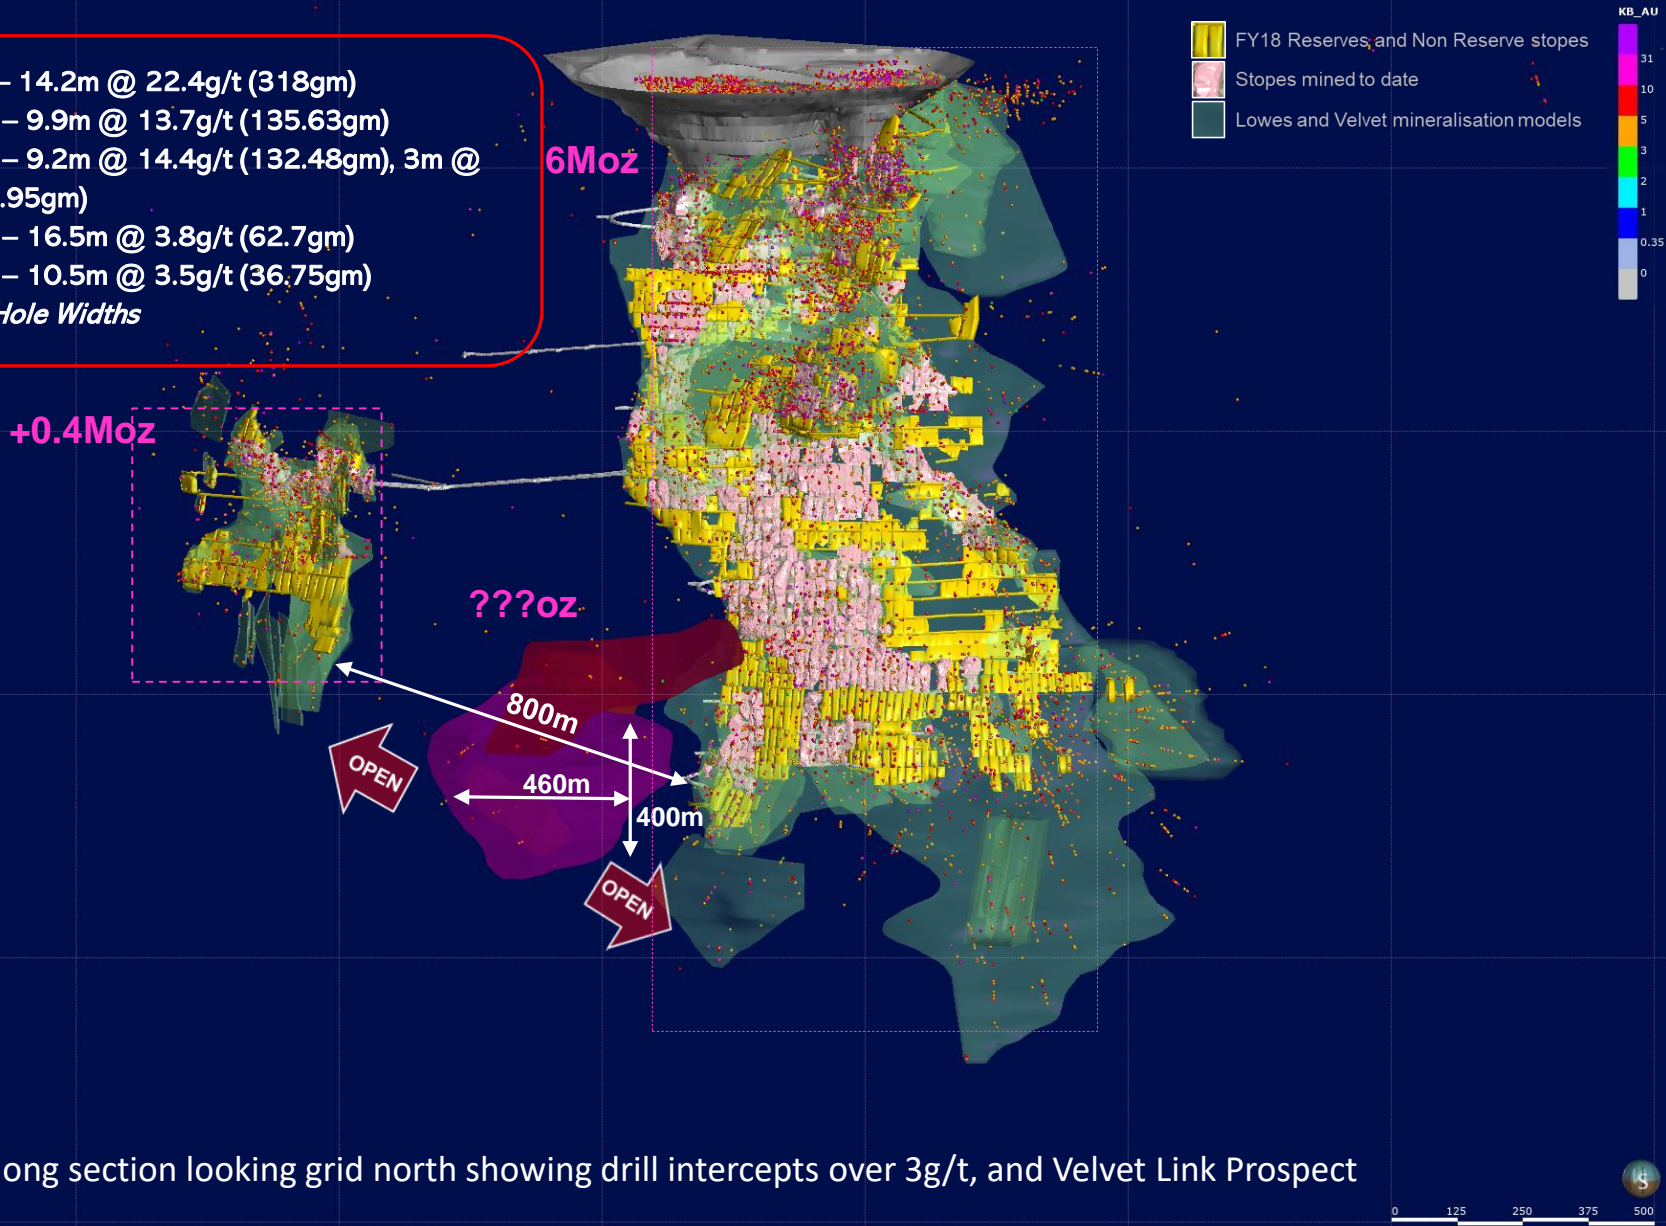 – 14.2m @ 22.4g/t (318gm)
– 9.9m @ 13.7g/t (135.63gm)
– 9.2m @ 14.4g/t (132.48gm), 3m @
.95gm)
– 16.5m @ 3.8g/t (62.7gm)
– 10.5m @ 3.5g/t (36.75gm)
Hole Widths
6Moz
FY18 Reserves and Non Reserve stopes
Stopes mined to date
Lowes and Velvet mineralisation models
KB_AU
31
10
5
3
2
1
0.35
0
+0.4Moz
???oz
800m
460m
400m
OPEN
OPEN
ong section looking grid north showing drill intercepts over 3g/t, and Velvet Link Prospect
S
0 125 250 375 500